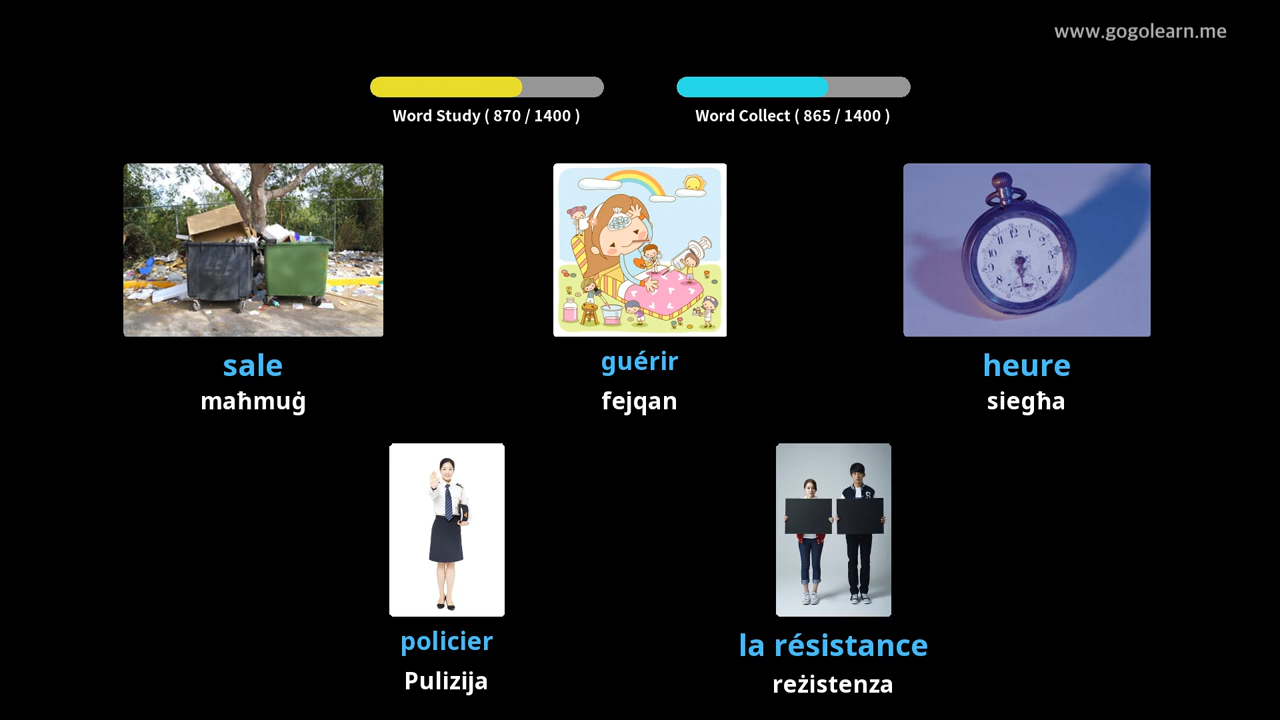 www.gogolearn.me
Word Study ( 870 / 1400 )
Word Collect ( 865 / 1400 )
sale
maħmuġ
guérir
fejqan
heure
siegħa
policier
Pulizija
la résistance
reżistenza